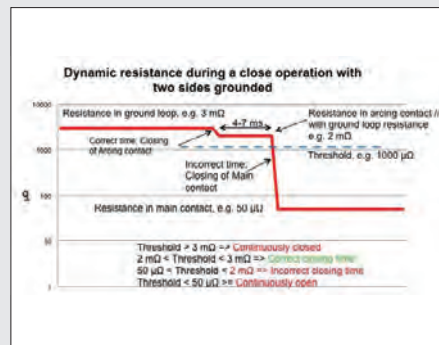 Dynamic resistance during a close operation with
two sides grounded
10000
1000
100
50
10
1
µΩ
Resistance in ground loop, e.g. 3 mΩ
4-7 ms
Resistance in arcing contact //
with ground loop resistance
e.g. 2 mΩ
Correct time: Closing
of Arcing contact
Threshold, e.g. 1000 µΩ
Incorrect time:
Closing of Main
contact
Resistance in main contact, e.g. 50 µΩ
Threshold > 3 mΩ => Continuously closed
2 mΩ < Threshold < 3 mΩ => Correct closing time
50 µΩ < Threshold < 2 mΩ => Incorrect closing time
Threshold < 50 µΩ >= Continuously open